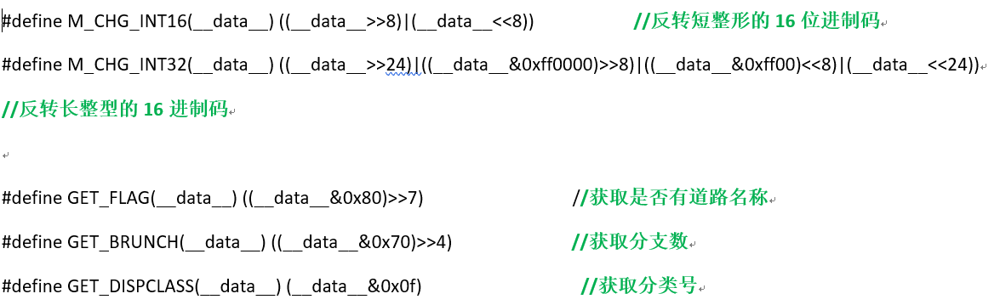 #define M_CHG_INT16(__data__) ((__data__>>8)|(__data__<<8)) //反转短整形的 16 位进制码
#define M_CHG_INT32(__data__) ((__data__>>24)|((__data__&0xff0000)>>8)|((__data__&0xff00)<<8)|(__data__<<24))
//反转长整型的 16 进制码
#define GET_FLAG(__data__) ((__data__&0x80)>>7) //获取是否有道路名称
#define GET_BRUNCH(__data__) ((__data__&0x70)>>4) //获取分支数
#define GET_DISPCLASS(__data__) (__data__&0x0f) //获取分类号